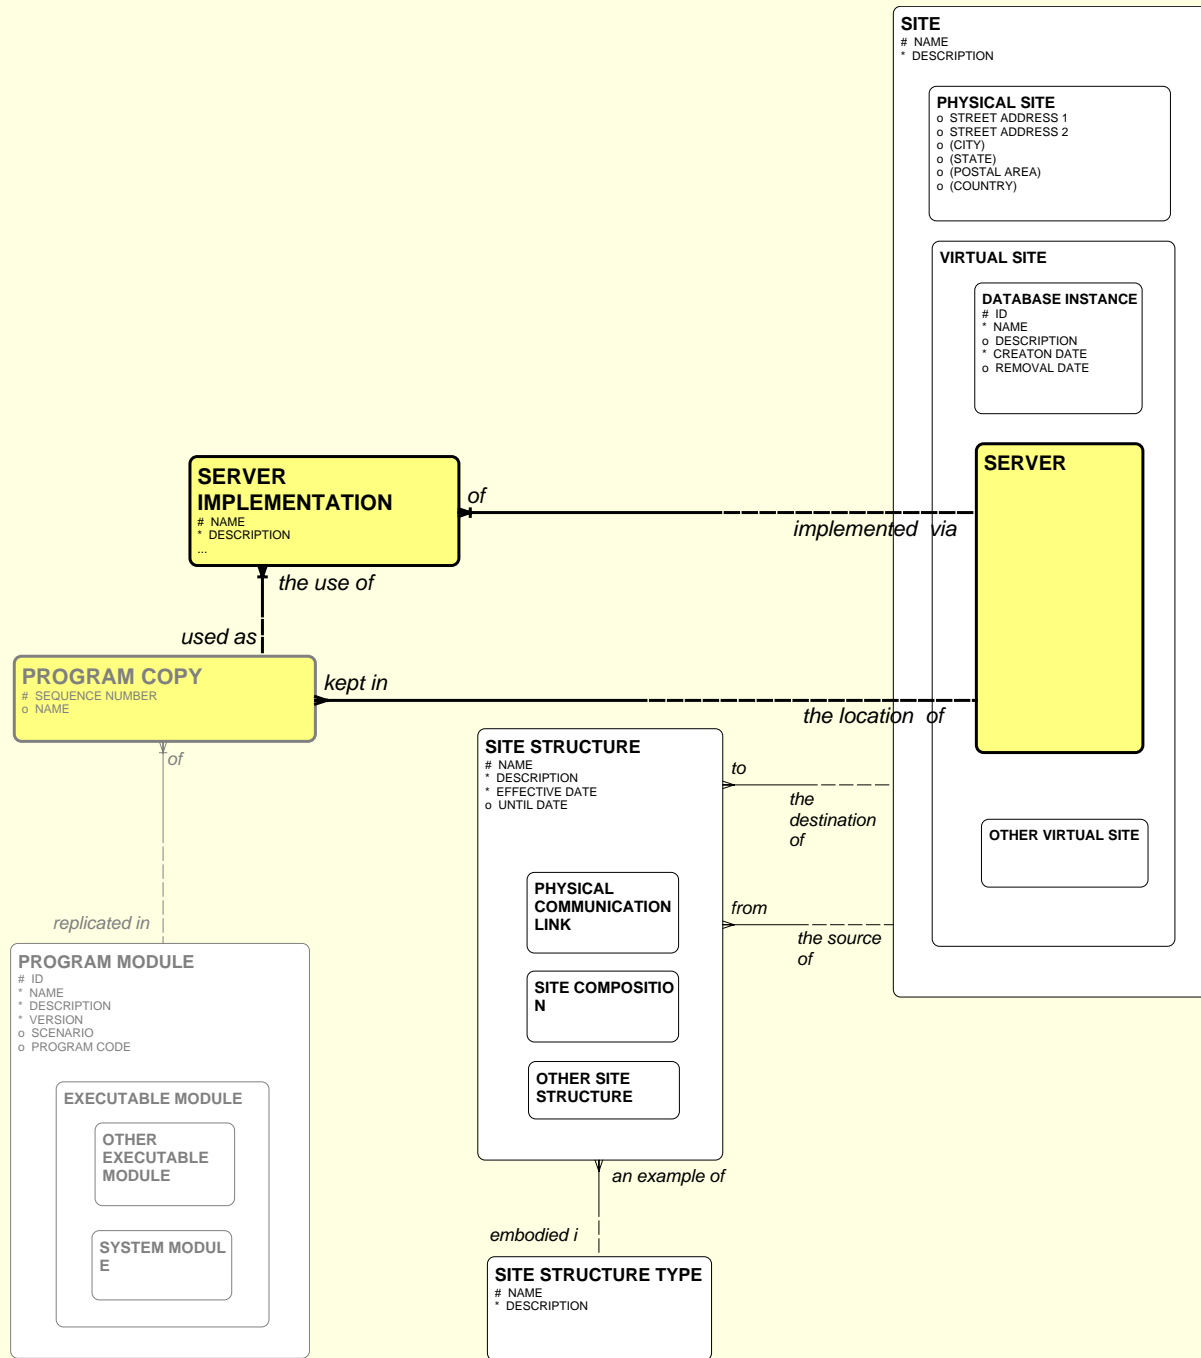 SITE
# NAME
* DESCRIPTION
PHYSICAL SITE
o STREET ADDRESS 1
o STREET ADDRESS 2
o (CITY)
o (STATE)
o (POSTAL AREA)
o (COUNTRY)
VIRTUAL SITE
DATABASE INSTANCE
# ID
* NAME
o DESCRIPTION
* CREATON DATE
o REMOVAL DATE
SERVER
OTHER VIRTUAL SITE
SERVER
IMPLEMENTATION
# NAME
* DESCRIPTION
...
of
implemented via
the use of
used as
PROGRAM COPY
# SEQUENCE NUMBER
o NAME
kept in
the location of
of
replicated in
SITE STRUCTURE
# NAME
* DESCRIPTION
* EFFECTIVE DATE
o UNTIL DATE
to
the
destination
of
from
the source
of
PHYSICAL
COMMUNICATION
LINK
SITE COMPOSITIO
N
OTHER SITE
STRUCTURE
PROGRAM MODULE
# ID
* NAME
* DESCRIPTION
* VERSION
o SCENARIO
o PROGRAM CODE
EXECUTABLE MODULE
OTHER
EXECUTABLE
MODULE
SYSTEM MODUL
E
an example of
embodied i
SITE STRUCTURE TYPE
# NAME
* DESCRIPTION